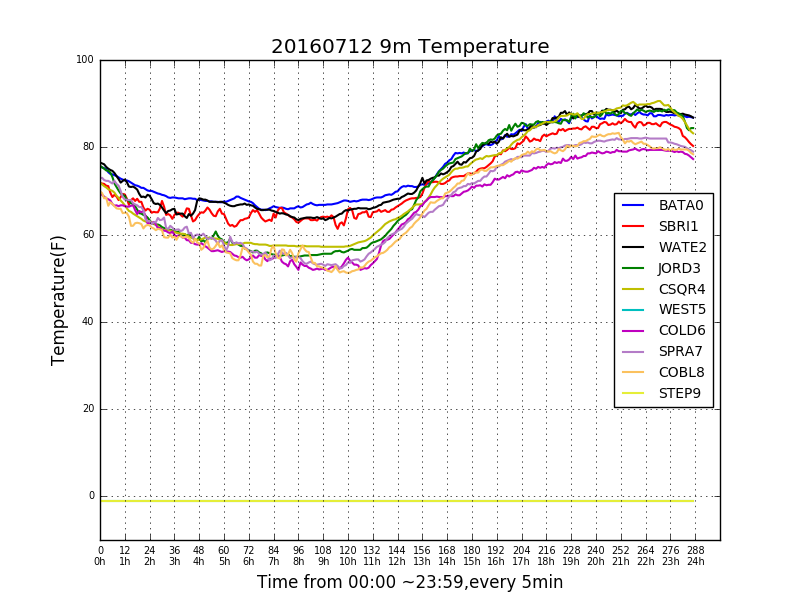 20160712 9m Temperature
Temperature(F)
100
80
60
40
20
0
BATA0
SBRI1
WATE2
JORD3
CSQR4
WEST5
COLD6
SPRA7
COBL8
STEP9
0 12 24 36 48 60 72 84 96 108 120 132 144 156 168 180 192 204 216 228 240 252 264 276 288
0h 1h 2h 3h 4h 5h 6h 7h 8h 9h 10h 11h 12h 13h 14h 15h 16h 17h 18h 19h 20h 21h 22h 23h 24h
Time from 00:00 ~23:59,every 5min